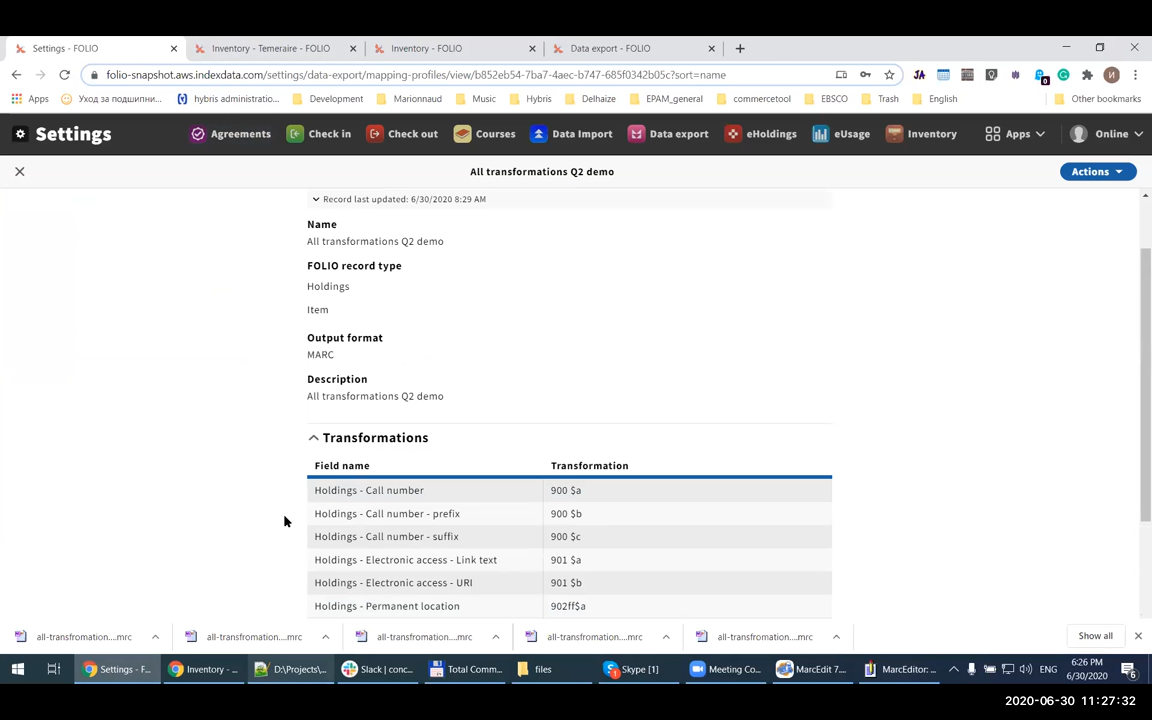 Settings - FOLIO
Inventory - Temeraire - FOLIO
Inventory - FOLIO
Data export - FOLIO
folio-snapshot.aws.indexdata.com/settings/data-export/mapping-profiles/view/b852eb54-7ba7-4aec-b747-685f0342b05c?sort=name
Apps
Уход за подшипни...
hybris administratio...
Development
Marionnaud
Music
Hybris
Delhaize
EPAM_general
commercetool
EBSCO
Trash
English
Other bookmarks
Settings
Agreements
Check in
Check out
Courses
Data Import
Data export
eHoldings
eUsage
Inventory
Apps
Online
All transformations Q2 demo
Actions
Record last updated: 6/30/2020 8:29 AM
Name
All transformations Q2 demo
FOLIO record type
Holdings
Item
Output format
MARC
Description
All transformations Q2 demo
Transformations
Field name Transformation
Holdings - Call number 900 $a
Holdings - Call number - prefix 900 $b
Holdings - Call number - suffix 900 $c
Holdings - Electronic access - Link text 901 $a
Holdings - Electronic access - URI 901 $b
Holdings - Permanent location 902ff$a
all-transfromation....mrc
all-transfromation....mrc
all-transfromation....mrc
all-transfromation....mrc
all-transfromation....mrc
Show all
Settings - F...
Inventory - ...
D:\Projects\...
Slack | conc...
Total Comm...
files
Skype [1]
Meeting Co...
MarcEdit 7...
MarcEditor: ...
ENG
6:26 PM
6/30/2020
6
2020-06-30 11:27:32